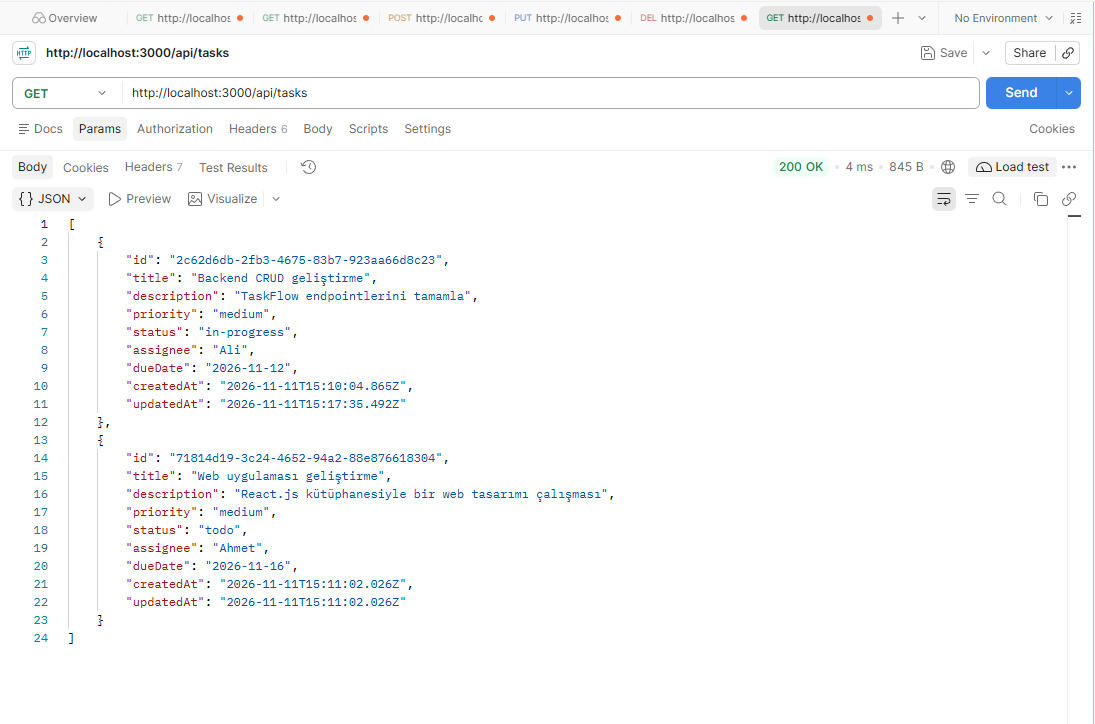 Overview GET http://localhos GET http://localhos POST http://localhc PUT http://localhos DEL http://localhos GET http://localhos No Environment
HTTP http://localhost:3000/api/tasks Save Share
GET http://localhost:3000/api/tasks Send
Docs Params Authorization Headers 6 Body Scripts Settings Cookies
Body Cookies Headers 7 Test Results 200 OK • 4 ms • 845 B • Load test
{} JSON Preview Visualize
1 [
2 {
3 "id": "2c62d6db-2fb3-4675-83b7-923aa66d8c23",
4 "title": "Backend CRUD geliştirme",
5 "description": "TaskFlow endpointlerini tamamla",
6 "priority": "medium",
7 "status": "in-progress",
8 "assignee": "Ali",
9 "dueDate": "2026-11-12",
10 "createdAt": "2026-11-11T15:10:04.865Z",
11 "updatedAt": "2026-11-11T15:17:35.492Z"
12 },
13 {
14 "id": "71814d19-3c24-4652-94a2-88e876618304",
15 "title": "Web uygulaması geliştirme",
16 "description": "React.js kütüphanesiyle bir web tasarımı çalışması",
17 "priority": "medium",
18 "status": "todo",
19 "assignee": "Ahmet",
20 "dueDate": "2026-11-16",
21 "createdAt": "2026-11-11T15:11:02.026Z",
22 "updatedAt": "2026-11-11T15:11:02.026Z"
23 }
24 ]